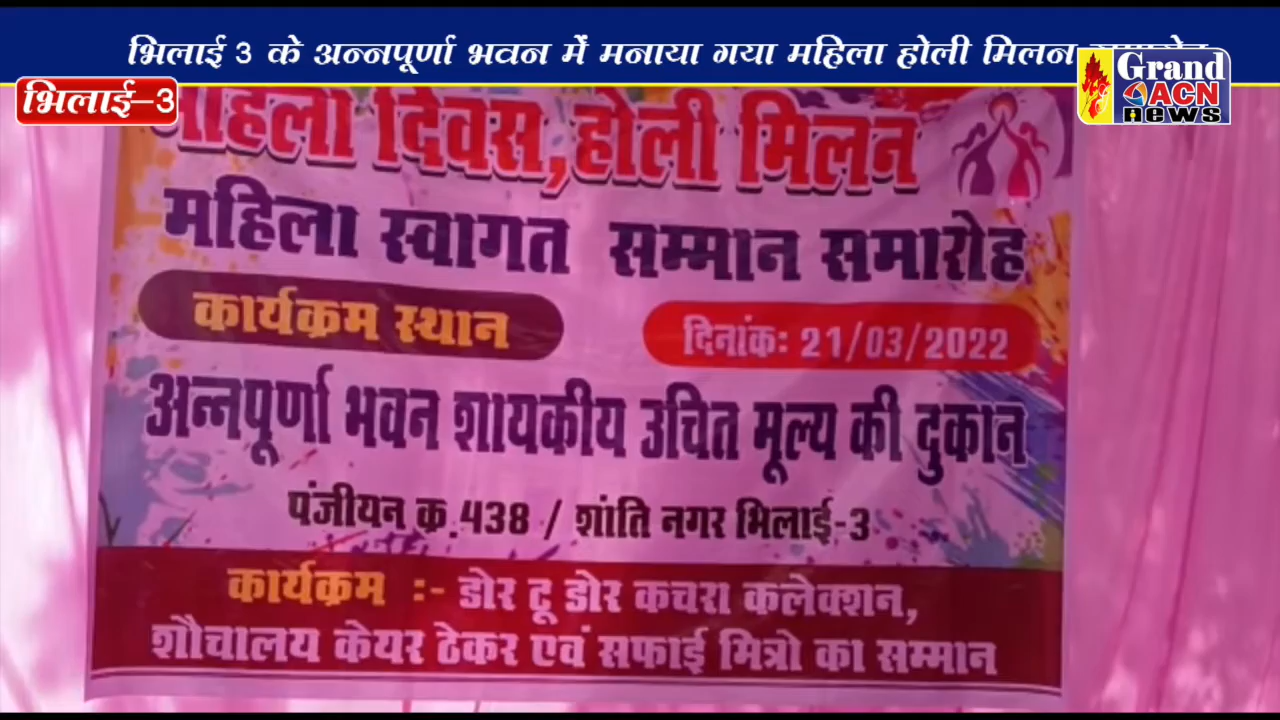 भिलाई 3 के अन्नपूर्णा भवन में मनाया गया महिला होली मिलन
Grand
ACN
news
भिलाई-3
महिला दिवस,होली मिलन
महिला स्वागत सम्मान समारोह
कार्यक्रम स्थान
दिनांक: 21/03/2022
अन्नपूर्णा भवन शायकीय उचित मूल्य की दुकान
पंजीयन क्र.438 / शांति नगर भिलाई-3
कार्यक्रम :- डोर टू डोर कचरा कलेक्शन,
शौचालय केयर ठेकर एवं सफाई मित्रो का सम्मान